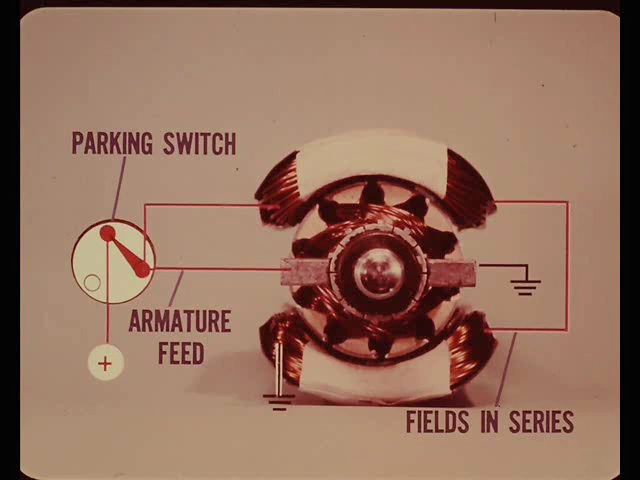 PARKING SWITCH
+
ARMATURE
FEED
FIELDS IN SERIES